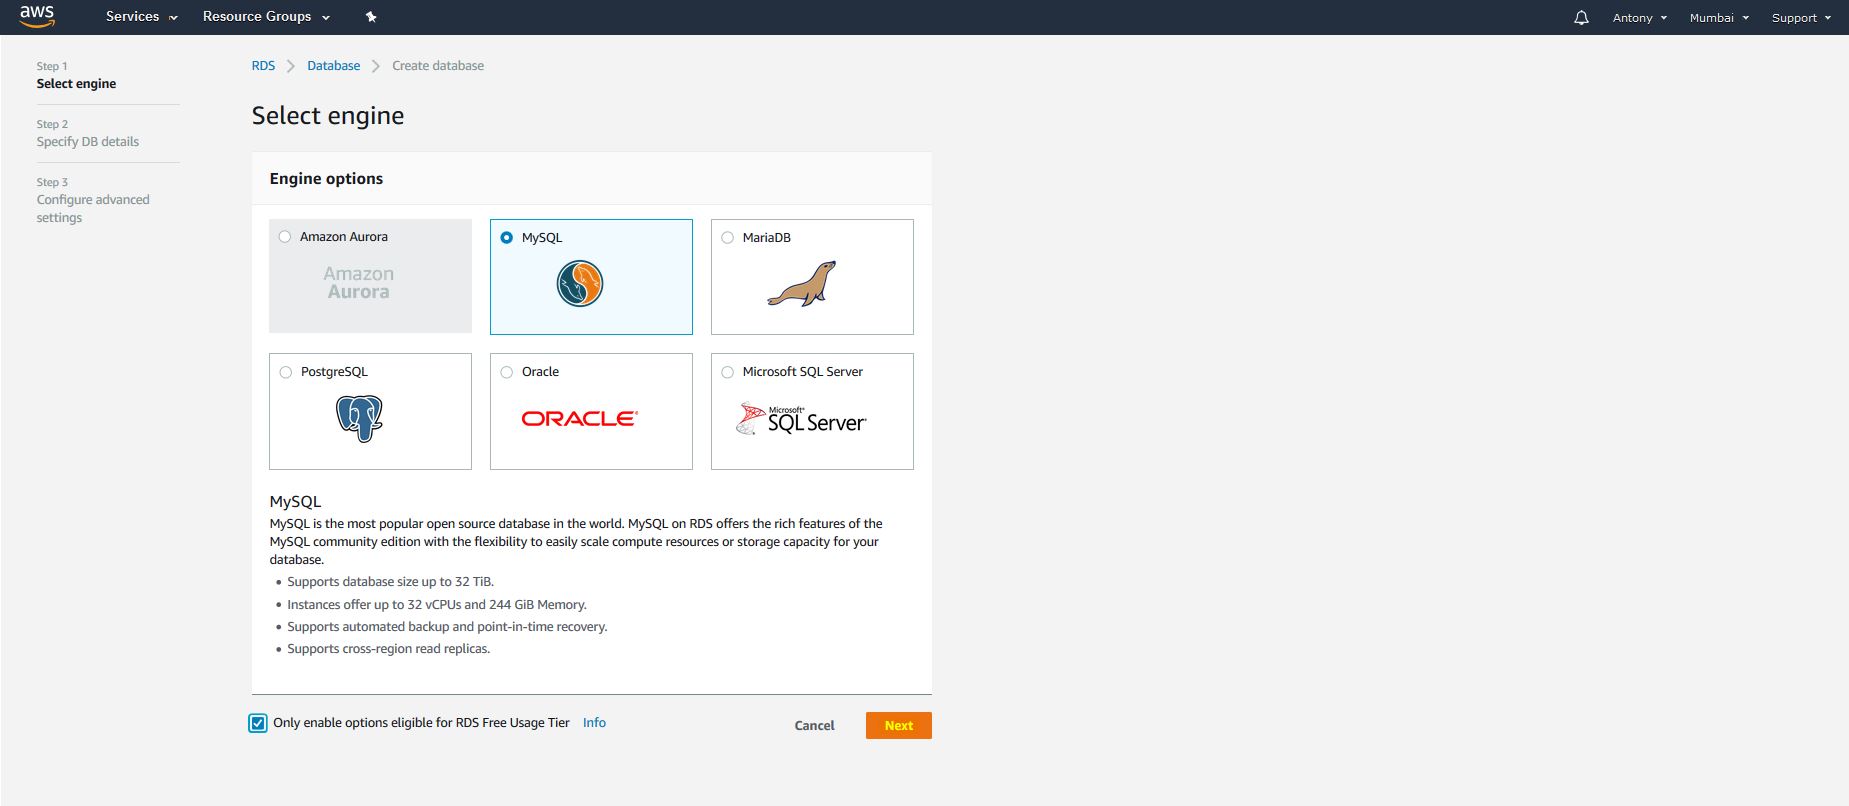 aws
Services
Resource Groups
Antony
Mumbai
Support
Step 1
Select engine
Step 2
Specify DB details
Step 3
Configure advanced
settings
RDS
Database
Create database
Select engine
Engine options
Amazon Aurora
Amazon
Aurora
MySQL
MariaDB
PostgreSQL
Oracle
ORACLE
Microsoft SQL Server
Microsoft®
SQL Server
MySQL
MySQL is the most popular open source database in the world. MySQL on RDS offers the rich features of the
MySQL community edition with the flexibility to easily scale compute resources or storage capacity for your
database.
• Supports database size up to 32 TiB.
• Instances offer up to 32 vCPUs and 244 GiB Memory.
• Supports automated backup and point-in-time recovery.
• Supports cross-region read replicas.
Only enable options eligible for RDS Free Usage Tier
Info
Cancel
Next